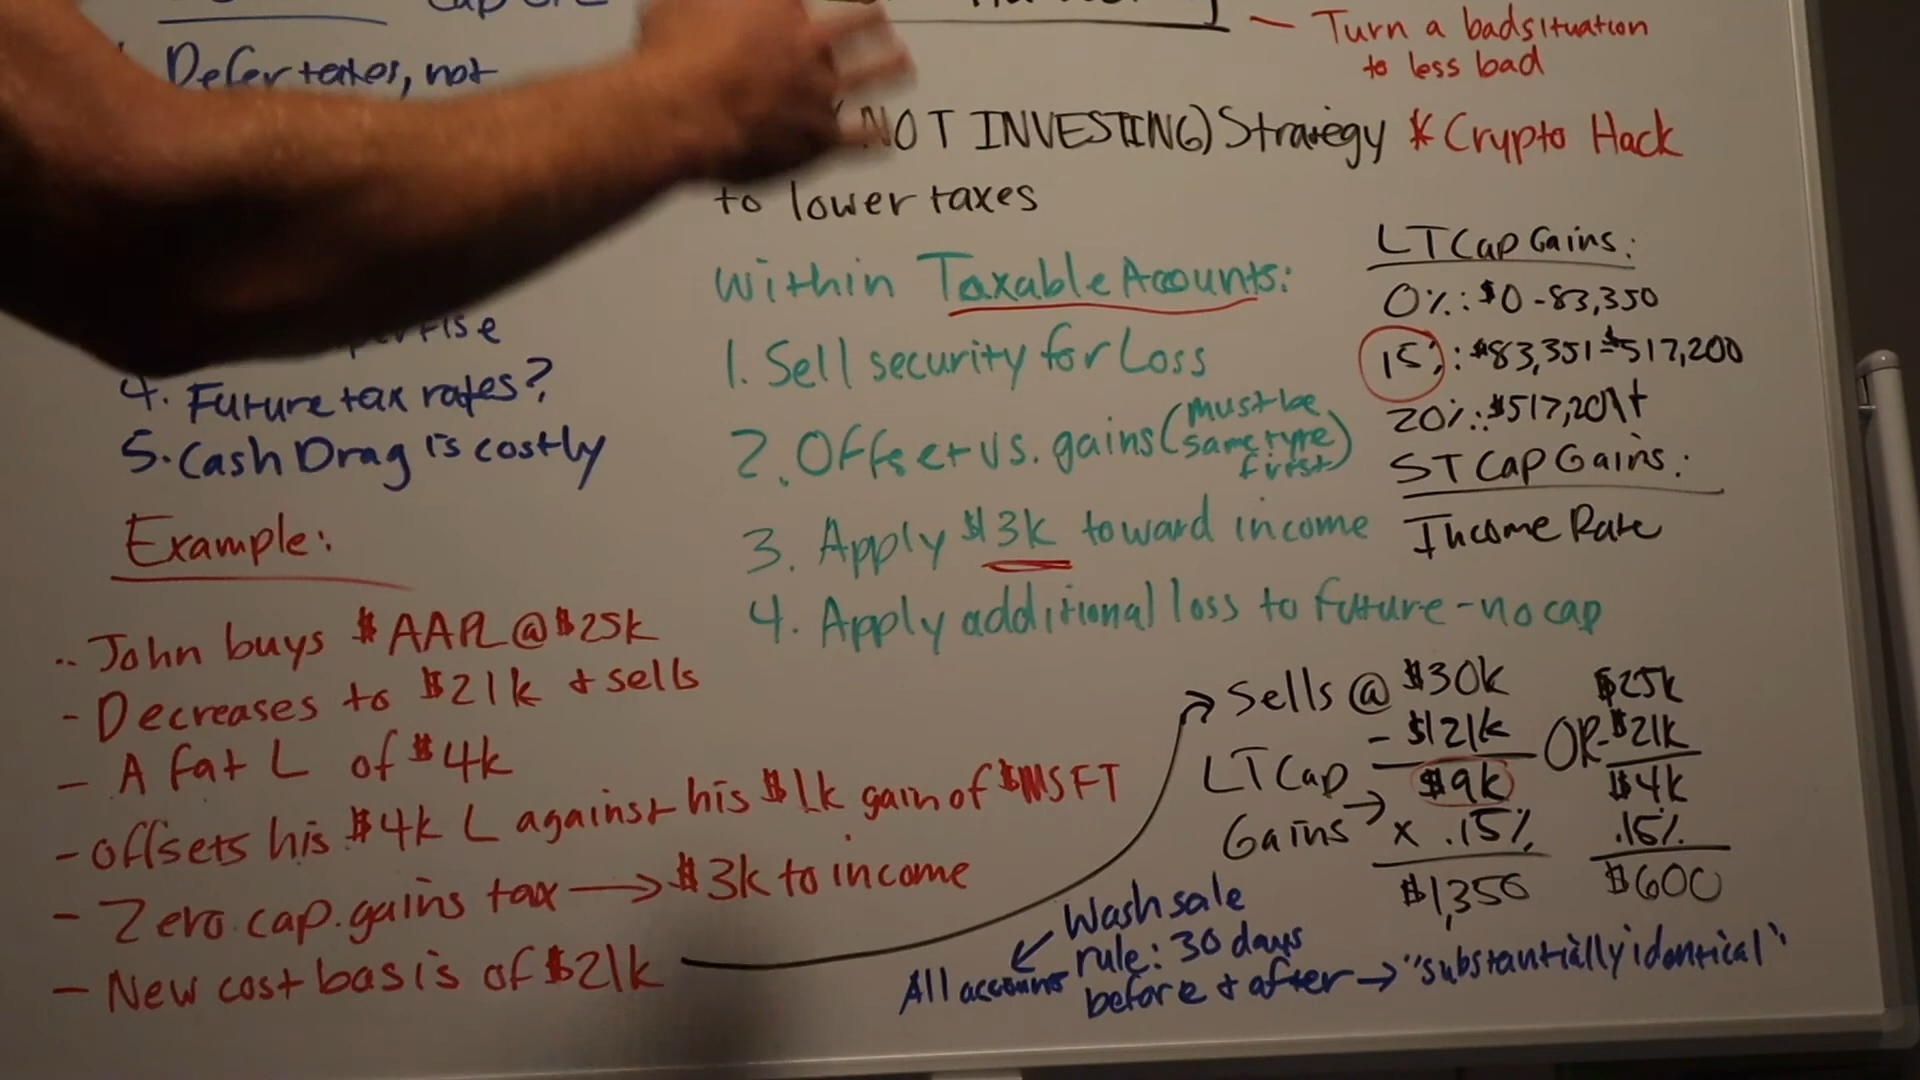 Defer taxes, not
4. Future tax rates?
5. Cash Drag is costly
Example:
- John buys $AAPL @ $25k
- Decreases to $21k + sells
- A fat L of $4k
- Offsets his $4k L against his $1k gain of $MSFT
- Zero cap. gains tax → $3k to income
- New cost basis of $21k
- Turn a bad situation
to less bad
(NOT INVESTING) Strategy * Crypto Hack
to lower taxes
Within Taxable Accounts:
1. Sell security for Loss
2. Offset vs. gains (must be
same type
first)
3. Apply $3k toward income
4. Apply additional loss to future - no cap
LT Cap Gains:
0%: $0 - 83,350
15%: $83,351 - $517,200
20%: $517,201+
ST Cap Gains:
Income Rate
Sells @ $30k
- $21k
LT Cap
Gains → $9k
x .15%
$1,350
OR
$25k
- $21k
$4k
.15%
$600
Wash sale
rule: 30 days
before + after → "substantially identical"
All accounts